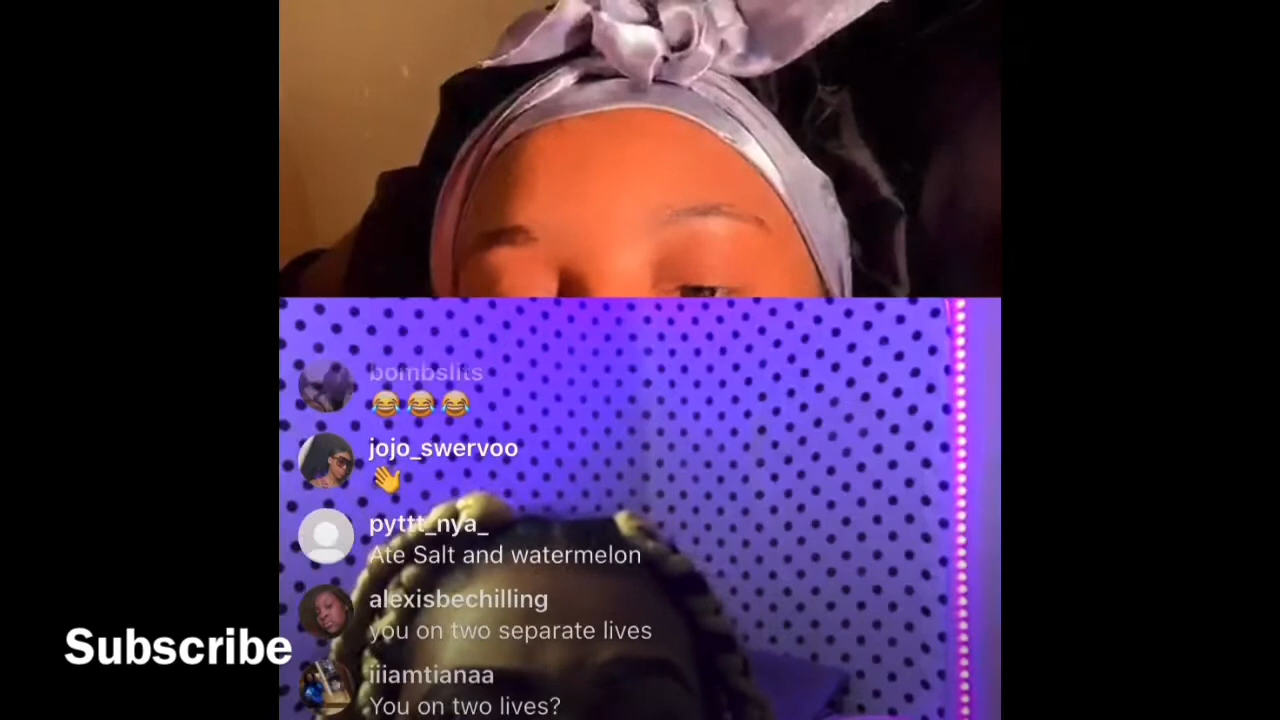 bombslits
😂😂😂
jojo_swervoo
👋
pyttt_nya_
Ate Salt and watermelon
alexisbechilling
you on two separate lives
Subscribe
iiiamtianaa
You on two lives?